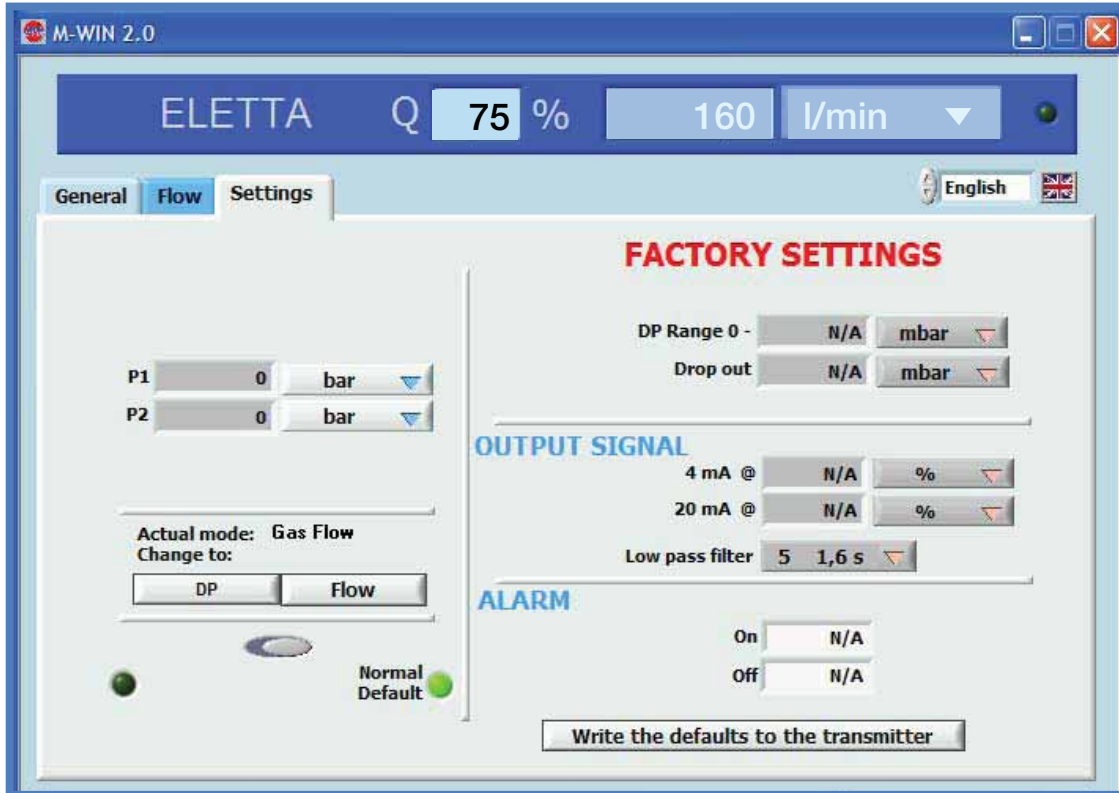 M-WIN 2.0
ELETTA Q 75 % 160 l/min
General Flow Settings
English
FACTORY SETTINGS
DP Range 0 - N/A mbar
Drop out N/A mbar
P1 0 bar
P2 0 bar
OUTPUT SIGNAL
4 mA @ N/A %
20 mA @ N/A %
Low pass filter 5 1,6 s
Actual mode: Gas Flow
Change to:
DP Flow
Normal
Default
ALARM
On N/A
Off N/A
Write the defaults to the transmitter